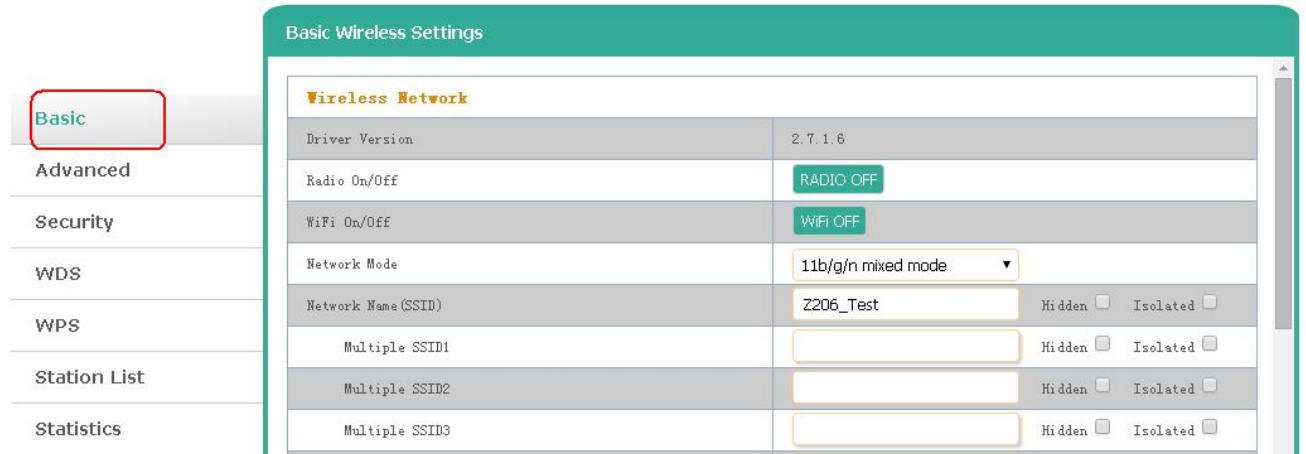 Basic Wireless Settings
Basic
Advanced
Security
WDS
WPS
Station List
Statistics
Wireless Network
Driver Version 2.7.1.6
Radio On/Off RADIO OFF
WiFi On/Off WiFi OFF
Network Mode 11b/g/n mixed mode
Network Name(SSID) Z206_Test Hidden Isolated
Multiple SSID1 Hidden Isolated
Multiple SSID2 Hidden Isolated
Multiple SSID3 Hidden Isolated